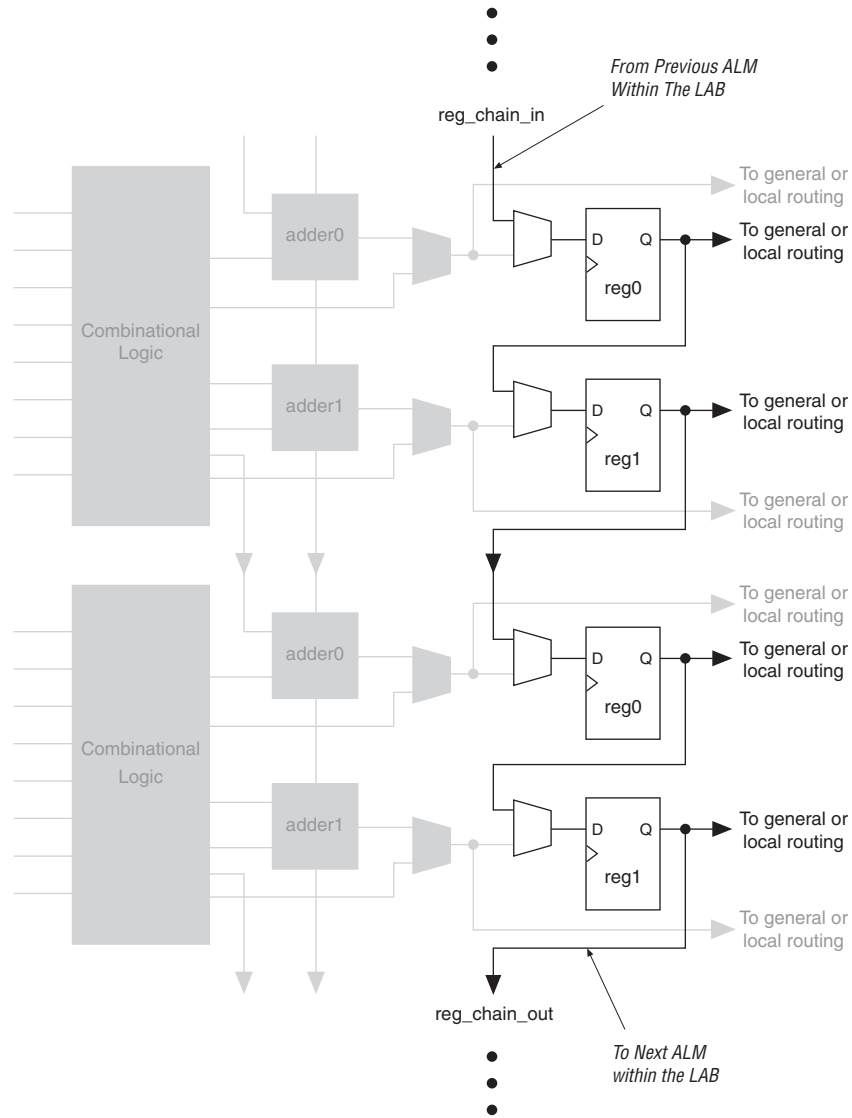 From Previous ALM
Within The LAB
reg_chain_in
To general or
local routing
adder0
D Q
To general or
local routing
reg0
Combinational
Logic
adder1
D Q
To general or
local routing
reg1
To general or
local routing
To general or
local routing
adder0
D Q
To general or
local routing
reg0
Combinational
Logic
adder1
D Q
To general or
local routing
reg1
To general or
local routing
reg_chain_out
To Next ALM
within the LAB